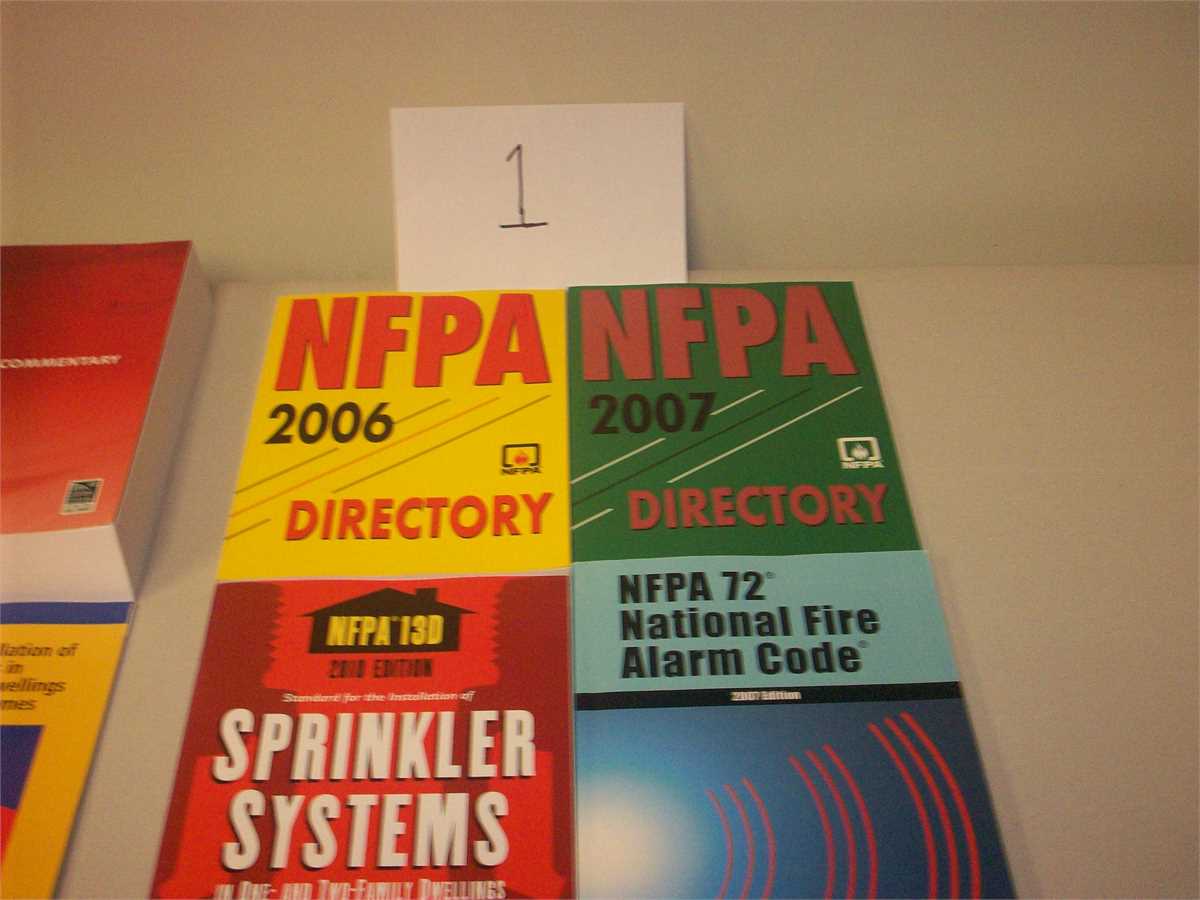 1
COMMENTARY
NFPA
2006
NFPA
DIRECTORY
NFPA
2007
NFPA
DIRECTORY
llation of
in
wellings
mes
NFPA® 13D
2010 EDITION
Standard for the Installation of
SPRINKLER
SYSTEMS
IN ONE- AND TWO-FAMILY DWELLINGS
NFPA 72®
National Fire
Alarm Code®
2007 Edition